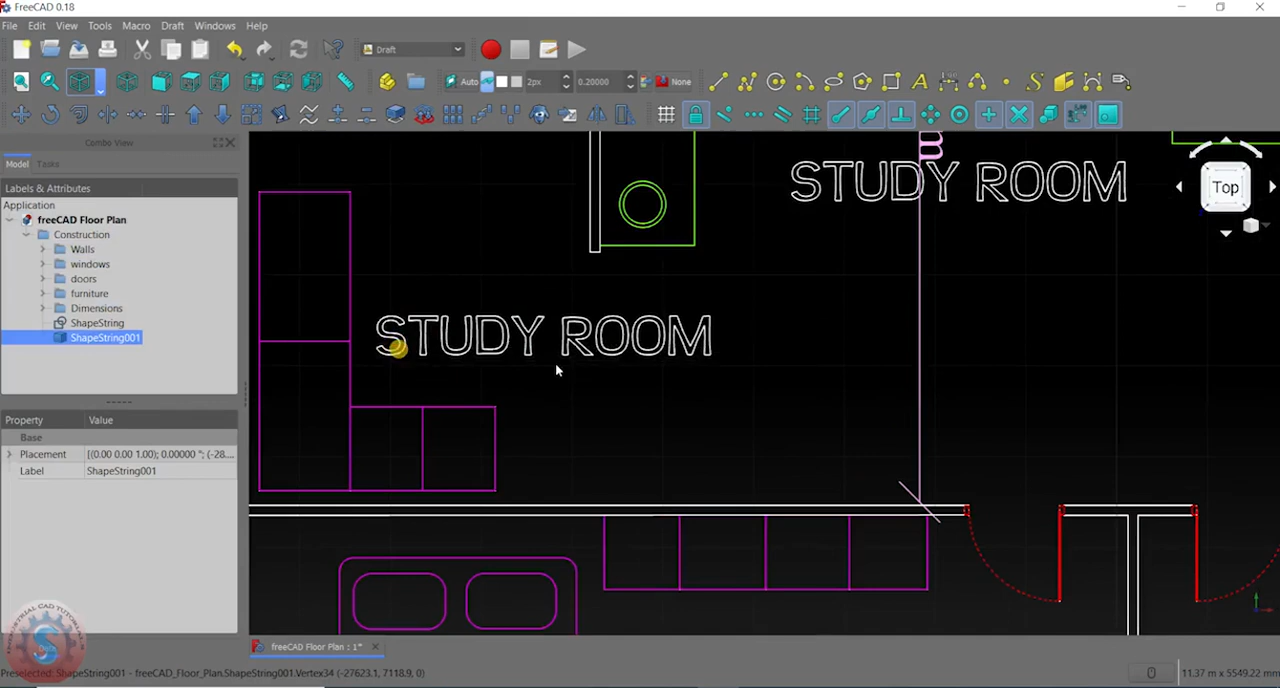 FreeCAD 0.18
File Edit View Tools Macro Draft Windows Help
Draft
Auto 2px 0.20000 None
Combo View
Model Tasks
Labels & Attributes
Application
freeCAD Floor Plan
Construction
Walls
windows
doors
furniture
Dimensions
ShapeString
ShapeString001
Property Value
Base
Placement [(0.00 0.00 1.00); 0.00000 °; (-28....
Label ShapeString001
STUDY ROOM
Top
STUDY ROOM
INDUSTRIAL CAD TUTORIALS
S
freeCAD Floor Plan : 1*
Preselected: ShapeString001 - freeCAD_Floor_Plan.ShapeString001.Vertex34 (-27623.1, 7118.9, 0)
11.37 m x 5549.22 mm